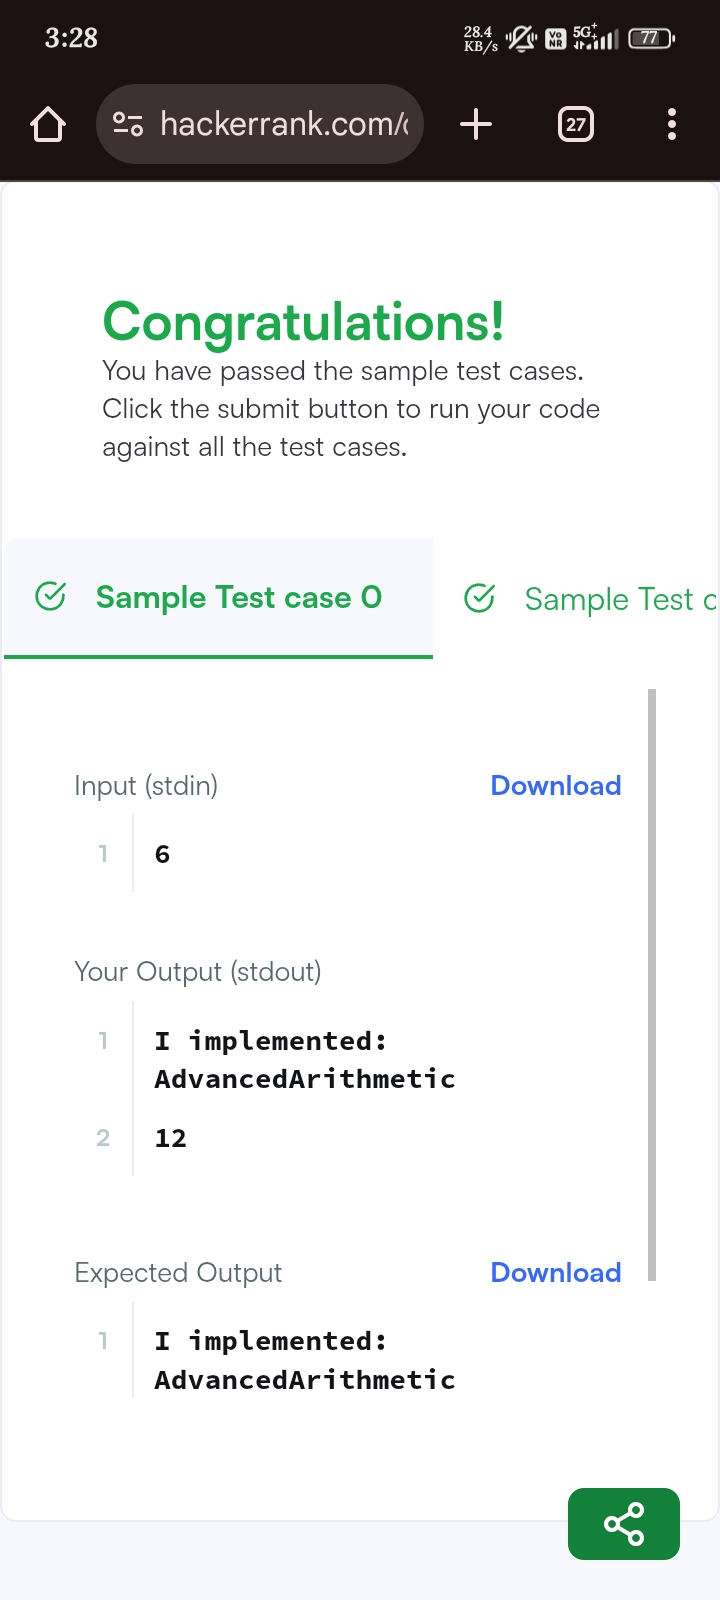 3:28
28.4
KB/s
Vo
NR
5G+
77
hackerrank.com/
27
Congratulations!
You have passed the sample test cases.
Click the submit button to run your code
against all the test cases.
Sample Test case 0
Sample Test c
Input (stdin)
Download
1
6
Your Output (stdout)
1
I implemented:
AdvancedArithmetic
2
12
Expected Output
Download
1
I implemented:
AdvancedArithmetic